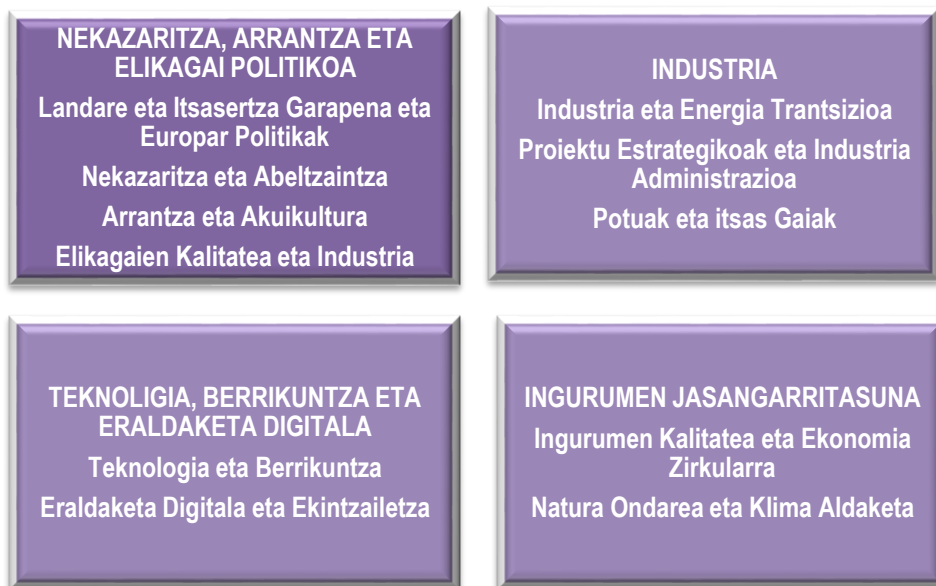 NEKAZARITZA, ARRANTZA ETA
ELIKAGAI POLITIKOA
Landare eta Itsasertza Garapena eta
Europar Politikak
Nekazaritza eta Abeltzaintza
Arrantza eta Akuikultura
Elikagaien Kalitatea eta Industria
INDUSTRIA
Industria eta Energia Trantsizioa
Proiektu Estrategikoak eta Industria
Administrazioa
Potuak eta itsas Gaiak
TEKNOLIGIA, BERRIKUNTZA ETA
ERALDAKETA DIGITALA
Teknologia eta Berrikuntza
Eraldaketa Digitala eta Ekintzailetza
INGURUMEN JASANGARRITASUNA
Ingurumen Kalitatea eta Ekonomia
Zirkularra
Natura Ondarea eta Klima Aldaketa